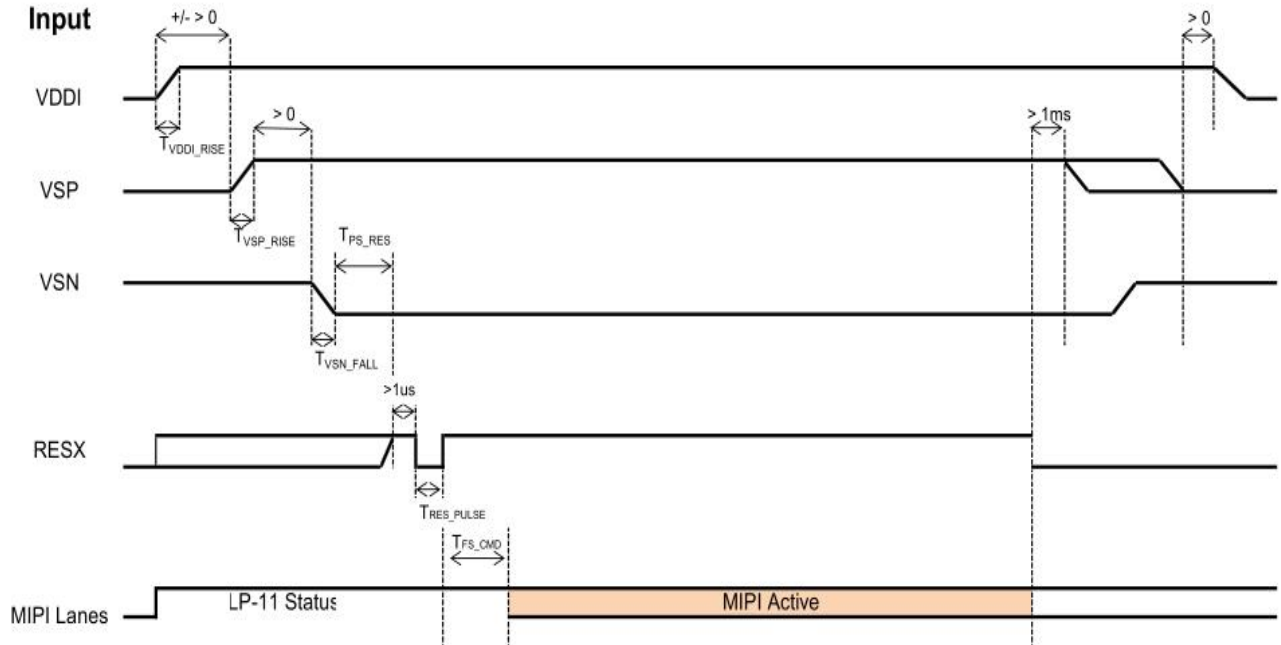 Input
+/- > 0
> 0
VDDI
> 0
> 1ms
TVDDI_RISE
VSP
TVSP_RISE
TPS_RES
VSN
TVSN_FALL
>1us
RESX
TRES_PULSE
TFS_CMD
LP-11 Status
MIPI Active
MIPI Lanes